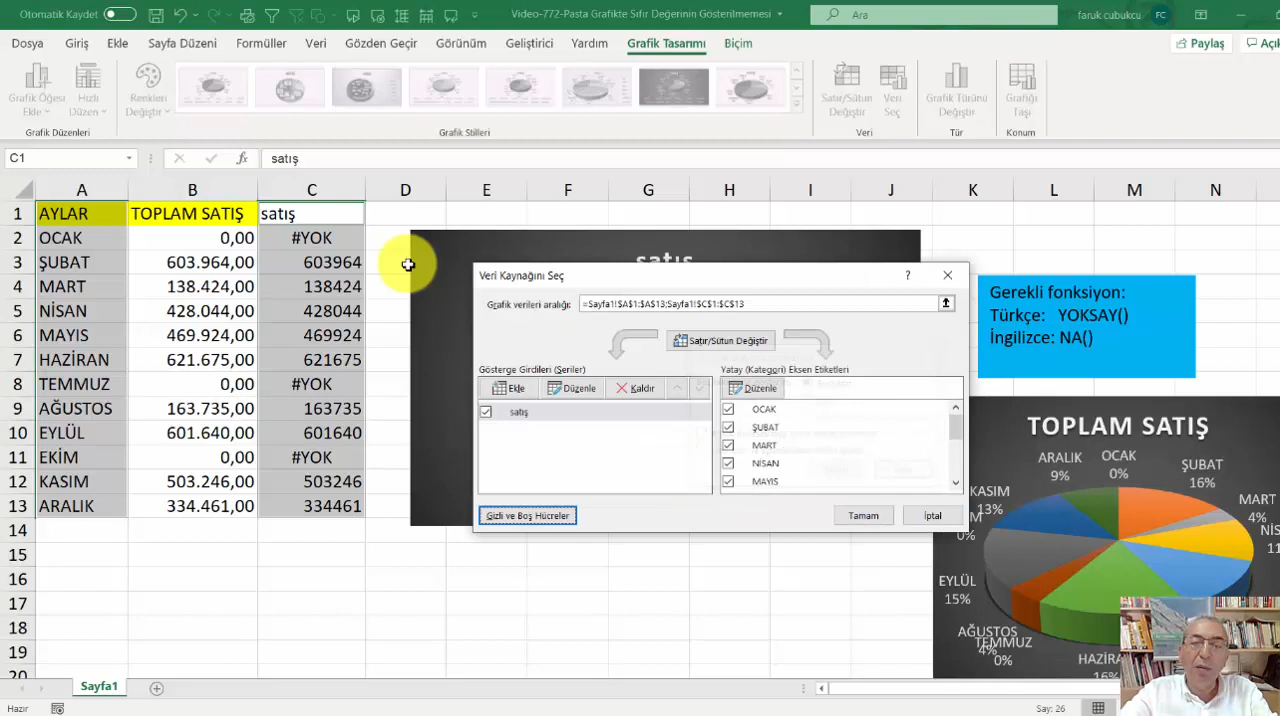 Otomatik Kaydet
Video-772-Pasta Grafikte Sıfır Değerinin Gösterilmemesi
Ara
faruk cubukcu
FC
Dosya Giriş Ekle Sayfa Düzeni Formüller Veri Gözden Geçir Görünüm Geliştirici Yardım Grafik Tasarımı Biçim
Paylaş
Grafik Öğesi Ekle
Hızlı Düzen
Renkleri Değiştir
Satır/Sütun Değiştir
Veri Seç
Grafik Türünü Değiştir
Grafiği Taşı
Grafik Düzenleri
Grafik Stilleri
Veri
Tür
Konum
C1
fx
satış
A B C D E F G H I J K L M N
1 AYLAR TOPLAM SATIŞ satış
2 OCAK 0,00 #YOK
3 ŞUBAT 603.964,00 603964
4 MART 138.424,00 138424
5 NİSAN 428.044,00 428044
6 MAYIS 469.924,00 469924
7 HAZİRAN 621.675,00 621675
8 TEMMUZ 0,00 #YOK
9 AĞUSTOS 163.735,00 163735
10 EYLÜL 601.640,00 601640
11 EKİM 0,00 #YOK
12 KASIM 503.246,00 503246
13 ARALIK 334.461,00 334461
14
15
16
17
18
19
20
satış
Veri Kaynağını Seç
?
Grafik verileri aralığı: =Sayfa1!$A$1:$A$13;Sayfa1!$C$1:$C$13
Satır/Sütun Değiştir
Gösterge Girdileri (Seriler)
Ekle Düzenle Kaldır
satış
Yatay (Kategori) Eksen Etiketleri
Düzenle
OCAK
ŞUBAT
MART
NİSAN
MAYIS
Gizli ve Boş Hücreler
Tamam
İptal
Gerekli fonksiyon:
Türkçe: YOKSAY()
İngilizce: NA()
TOPLAM SATIŞ
ARALIK
9%
OCAK
0%
ŞUBAT
16%
MART
4%
KASIM
13%
0%
EYLÜL
15%
AĞUSTOS
4%
TEMMUZ
0%
16%
Sayfa1
Hazır
Say: 26